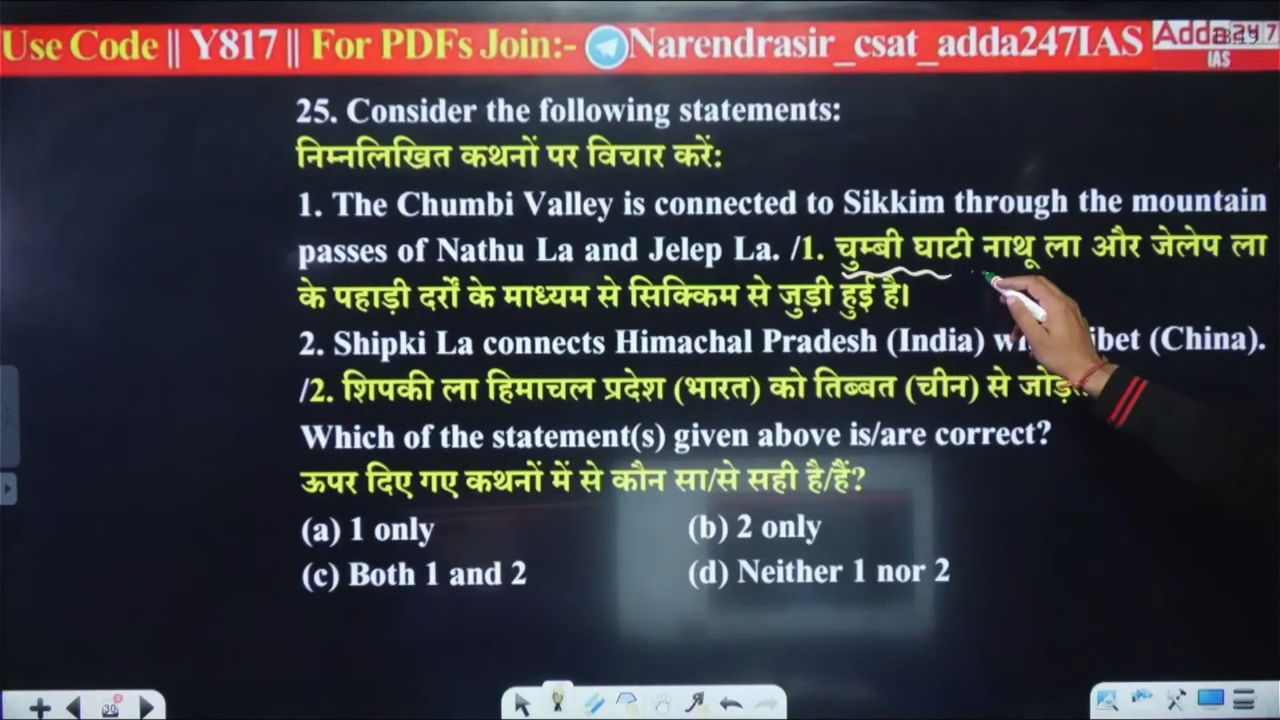 Use Code || Y817 || For PDFs Join:- Narendrasir_csat_adda247IAS Adda247
IAS
25. Consider the following statements:
निम्नलिखित कथनों पर विचार करें:
1. The Chumbi Valley is connected to Sikkim through the mountain
passes of Nathu La and Jelep La. /1. चुम्बी घाटी नाथू ला और जेलेप ला
के पहाड़ी दर्रों के माध्यम से सिक्किम से जुड़ी हुई है।
2. Shipki La connects Himachal Pradesh (India) (China).
/2. शिपकी ला हिमाचल प्रदेश (भारत) को तिब्बत (चीन) से
Which of the statement(s) given above is/are correct?
ऊपर दिए गए कथनों में से कौन सा/से सही है/हैं?
(a) 1 only (b) 2 only
(c) Both 1 and 2 (d) Neither 1 nor 2
30